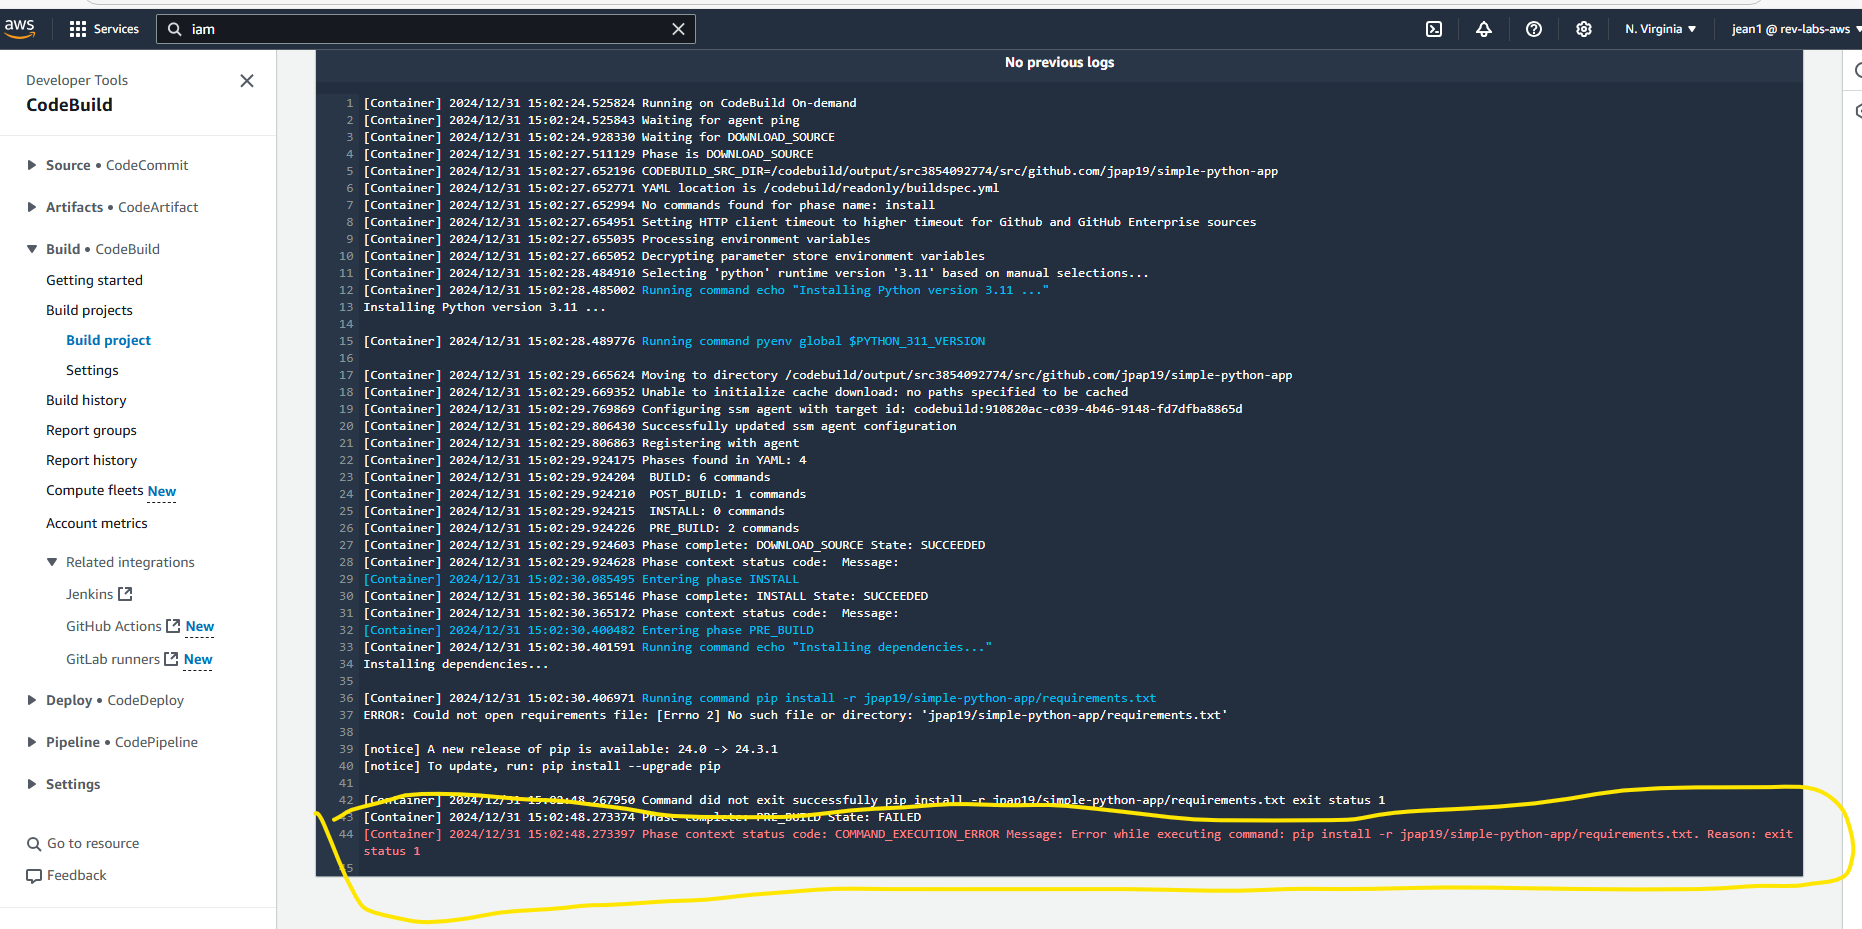 aws
Services
iam
N. Virginia
jean1 @ rev-labs-aws
Developer Tools
CodeBuild
Source • CodeCommit
Artifacts • CodeArtifact
Build • CodeBuild
Getting started
Build projects
Build project
Settings
Build history
Report groups
Report history
Compute fleets New
Account metrics
Related integrations
Jenkins
GitHub Actions New
GitLab runners New
Deploy • CodeDeploy
Pipeline • CodePipeline
Settings
Go to resource
Feedback
No previous logs
1 [Container] 2024/12/31 15:02:24.525824 Running on CodeBuild On-demand
2 [Container] 2024/12/31 15:02:24.525843 Waiting for agent ping
3 [Container] 2024/12/31 15:02:24.928330 Waiting for DOWNLOAD_SOURCE
4 [Container] 2024/12/31 15:02:27.511129 Phase is DOWNLOAD_SOURCE
5 [Container] 2024/12/31 15:02:27.652196 CODEBUILD_SRC_DIR=/codebuild/output/src3854092774/src/github.com/jpap19/simple-python-app
6 [Container] 2024/12/31 15:02:27.652771 YAML location is /codebuild/readonly/buildspec.yml
7 [Container] 2024/12/31 15:02:27.652994 No commands found for phase name: install
8 [Container] 2024/12/31 15:02:27.654951 Setting HTTP client timeout to higher timeout for Github and GitHub Enterprise sources
9 [Container] 2024/12/31 15:02:27.655035 Processing environment variables
10 [Container] 2024/12/31 15:02:27.665052 Decrypting parameter store environment variables
11 [Container] 2024/12/31 15:02:28.484910 Selecting 'python' runtime version '3.11' based on manual selections...
12 [Container] 2024/12/31 15:02:28.485002 Running command echo "Installing Python version 3.11 ..."
13 Installing Python version 3.11 ...
14
15 [Container] 2024/12/31 15:02:28.489776 Running command pyenv global $PYTHON_311_VERSION
16
17 [Container] 2024/12/31 15:02:29.665624 Moving to directory /codebuild/output/src3854092774/src/github.com/jpap19/simple-python-app
18 [Container] 2024/12/31 15:02:29.669352 Unable to initialize cache download: no paths specified to be cached
19 [Container] 2024/12/31 15:02:29.769869 Configuring ssm agent with target id: codebuild:910820ac-c039-4b46-9148-fd7dfba8865d
20 [Container] 2024/12/31 15:02:29.806430 Successfully updated ssm agent configuration
21 [Container] 2024/12/31 15:02:29.806863 Registering with agent
22 [Container] 2024/12/31 15:02:29.924175 Phases found in YAML: 4
23 [Container] 2024/12/31 15:02:29.924204  BUILD: 6 commands
24 [Container] 2024/12/31 15:02:29.924210  POST_BUILD: 1 commands
25 [Container] 2024/12/31 15:02:29.924215  INSTALL: 0 commands
26 [Container] 2024/12/31 15:02:29.924226  PRE_BUILD: 2 commands
27 [Container] 2024/12/31 15:02:29.924603 Phase complete: DOWNLOAD_SOURCE State: SUCCEEDED
28 [Container] 2024/12/31 15:02:29.924628 Phase context status code:  Message:
29 [Container] 2024/12/31 15:02:30.085495 Entering phase INSTALL
30 [Container] 2024/12/31 15:02:30.365146 Phase complete: INSTALL State: SUCCEEDED
31 [Container] 2024/12/31 15:02:30.365172 Phase context status code:  Message:
32 [Container] 2024/12/31 15:02:30.400482 Entering phase PRE_BUILD
33 [Container] 2024/12/31 15:02:30.401591 Running command echo "Installing dependencies..."
34 Installing dependencies...
35
36 [Container] 2024/12/31 15:02:30.406971 Running command pip install -r jpap19/simple-python-app/requirements.txt
37 ERROR: Could not open requirements file: [Errno 2] No such file or directory: 'jpap19/simple-python-app/requirements.txt'
38
39 [notice] A new release of pip is available: 24.0 -> 24.3.1
40 [notice] To update, run: pip install --upgrade pip
41
42 [Container] 2024/12/31 15:02:48.267950 Command did not exit successfully pip install -r jpap19/simple-python-app/requirements.txt exit status 1
43 [Container] 2024/12/31 15:02:48.273374 Phase complete: PRE_BUILD State: FAILED
44 [Container] 2024/12/31 15:02:48.273397 Phase context status code: COMMAND_EXECUTION_ERROR Message: Error while executing command: pip install -r jpap19/simple-python-app/requirements.txt. Reason: exit
status 1
45